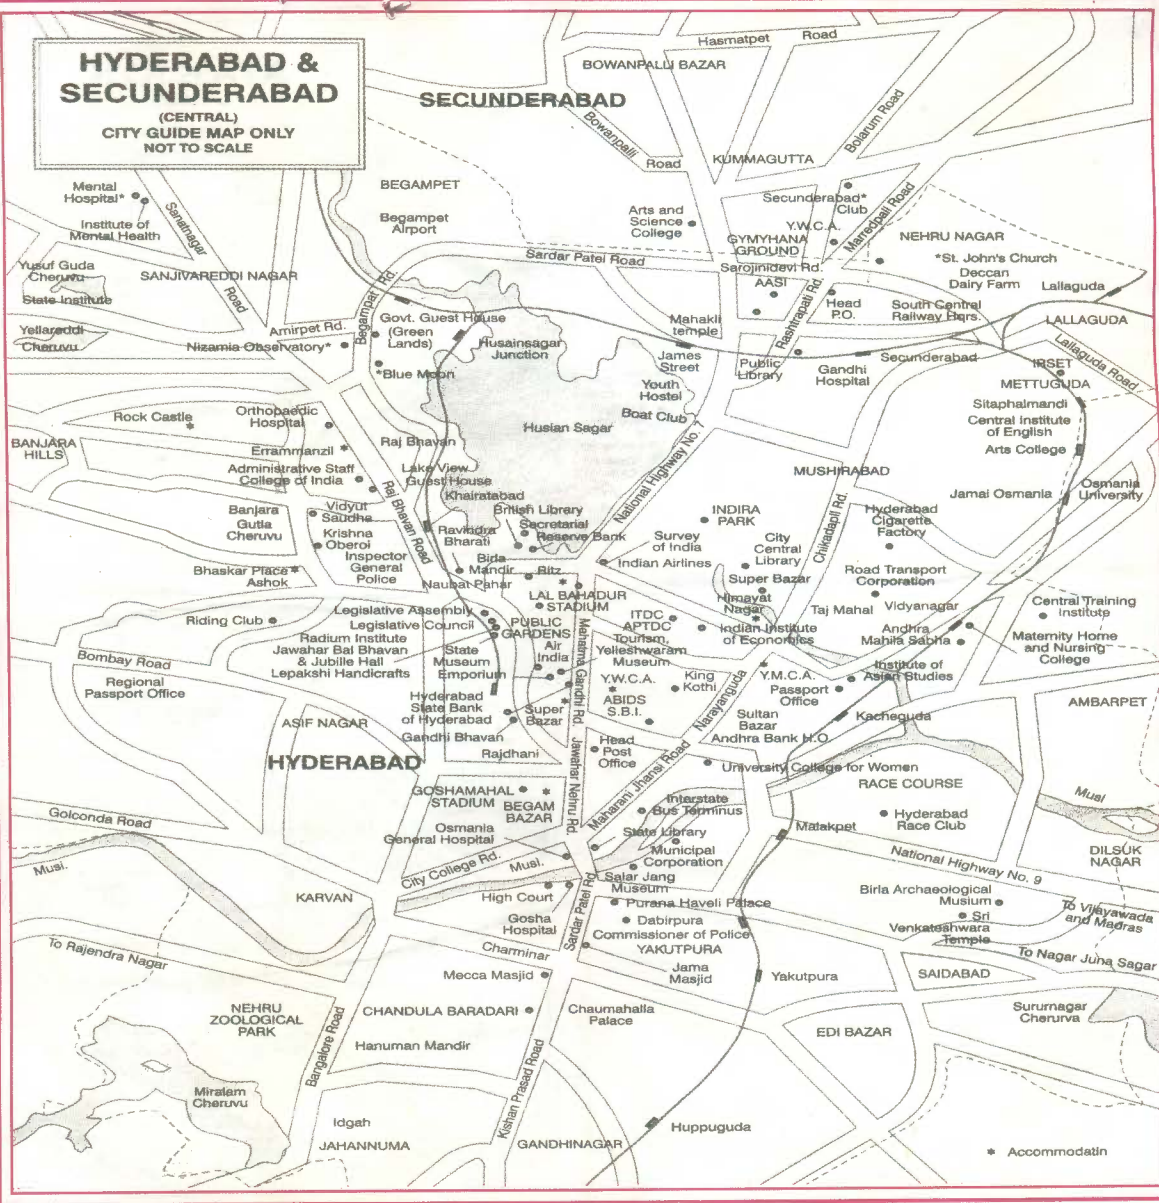 HYDERABAD &
SECUNDERABAD
(CENTRAL)
CITY GUIDE MAP ONLY
NOT TO SCALE
Hasmatpet Road
BOWANPALLI BAZAR
SECUNDERABAD
Bowanpalli
Road
Bolarum Road
KUMMAGUTTA
BEGAMPET
Begampet
Airport
Mental
Hospital*
Institute of
Mental Health
Sanatnagar
Road
Arts and
Science
College
Secunderabad*
Club
Y.W.C.A.
GYMYHANA
GROUND
Marredpali Road
NEHRU NAGAR
*St. John's Church
Deccan
Dairy Farm
Lallaguda
Sardar Patel Road
Sarojinidevi Rd.
AASI
Yusuf Guda
Cheruvu
State Institute
SANJIVAREDDI NAGAR
Begampat Rd.
Yellareddi
Cheruvu
Amirpet Rd.
Nizamia Observatory*
Govt. Guest House
(Green
Lands)
*Blue Moon
Husainsagar
Junction
Mahakli
temple
James
Street
Rashtrapati Rd.
Head
P.O.
South Central
Railway Hqrs.
LALLAGUDA
Lallaguda Road
Public
Library
Gandhi
Hospital
Secunderabad
IRSET
METTUGUDA
Youth
Hostel
Boat Club
Sitaphalmandi
Central Institute
of English
Arts College
Rock Castle
*
Orthopaedic
Hospital
Husian Sagar
BANJARA
HILLS
Errammanzil *
Raj Bhavan
National Highway No. 7
MUSHIRABAD
Administrative Staff
College of India
Lake View
Guest House
Khairatabad
Jamai Osmania
Osmania
University
Banjara
Gutla
Cheruvu
Vidyut
Saudha
Krishna
Oberoi
Raj Bhavan Road
British Library
Secretarial
Reserve Bank
Ravindra
Bharati
INDIRA
PARK
Chikadapli Rd.
Hyderabad
Cigarette
Factory
Survey
of India
City
Central
Library
Inspector
General
Police
Birla
Mandir
Naubat Pahar
Ritz
*
Indian Airlines
Bhaskar Place *
Ashok
Super Bazar
Road Transport
Corporation
LAL BAHADUR
STADIUM
Himayat
Nagar *
Taj Mahal
Vidyanagar
Central Training
Institute
Riding Club
Legislative Assembly
Legislative Council
Radium Institute
Jawahar Bal Bhavan
& Jubille Hall
Lepakshi Handicrafts
PUBLIC
GARDENS
Air
India
State
Museum
Emporium
Mahatma Gandhi Rd.
ITDC
APTDC
Tourism,
Yelleshwaram
Museum
Indian Institute
of Economics
Andhra
Mahila Sabha
Maternity Home
and Nursing
College
Bombay Road
Regional
Passport Office
Y.W.C.A.
*
ABIDS
S.B.I.
King
Kothi
Narayanguda
*
Y.M.C.A.
Passport
Office
Institute of
Asian Studies
AMBARPET
Hyderabad
State Bank
of Hyderabad
Gandhi Bhavan
Super *
Bazar
ASIF NAGAR
Sultan
Bazar
Andhra Bank H.O.
Kacheguda
Rajdhani
Jawahar Nehru Rd.
Head
Post
Office
Maharani Jhansi Road
HYDERABAD
University College for Women
RACE COURSE
GOSHAMAHAL
STADIUM
*
BEGAM
BAZAR
Interstate
Bus Terminus
Hyderabad
Race Club
Musi
Golconda Road
Osmania
General Hospital
State Library
Municipal
Corporation
Malakpet
National Highway No. 9
DILSUK
NAGAR
Musi.
City College Rd.
Musi.
Salar Jang
Museum
Birla Archaeological
Musium
KARVAN
High Court
Purana Haveli Palace
Sri
Venkateshwara
Temple
To Vijayawada
and Madras
Gosha
Hospital
Sardar Patel Rd
Dabirpura
Commissioner of Police
YAKUTPURA
To Rajendra Nagar
Charminar
To Nagar Juna Sagar
Mecca Masjid
Jama
Masjid
Yakutpura
SAIDABAD
NEHRU
ZOOLOGICAL
PARK
CHANDULA BARADARI
Chaumahalla
Palace
Sururnagar
Cherurva
EDI BAZAR
Bangalore Road
Hanuman Mandir
Kishan Prasad Road
Miralam
Cheruvu
Idgah
JAHANNUMA
GANDHINAGAR
Huppuguda
* Accommodatin